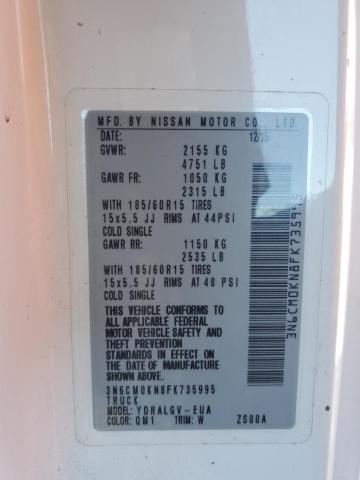 MFD. BY NISSAN MOTOR CO., LTD.
DATE: 12/15
GVWR: 2155 KG
4751 LB
GAWR FR: 1050 KG
2315 LB
WITH 185/60R15 TIRES
15x5.5 JJ RIMS AT 44PSI
COLD SINGLE
GAWR RR: 1150 KG
2535 LB
WITH 185/60R15 TIRES
15x5.5 JJ RIMS AT 48 PSI
COLD SINGLE
THIS VEHICLE CONFORMS TO
ALL APPLICABLE FEDERAL
MOTOR VEHICLE SAFETY AND
THEFT PREVENTION
STANDARDS IN EFFECT ON
THE DATE OF MANUFACTURE
SHOWN ABOVE.
3N6CM0KN8FK735995
TRUCK
MODEL: YDRALGV-EUA
COLOR: QM1 TRIM: W ZS00A
3N6CM0KN8FK735995